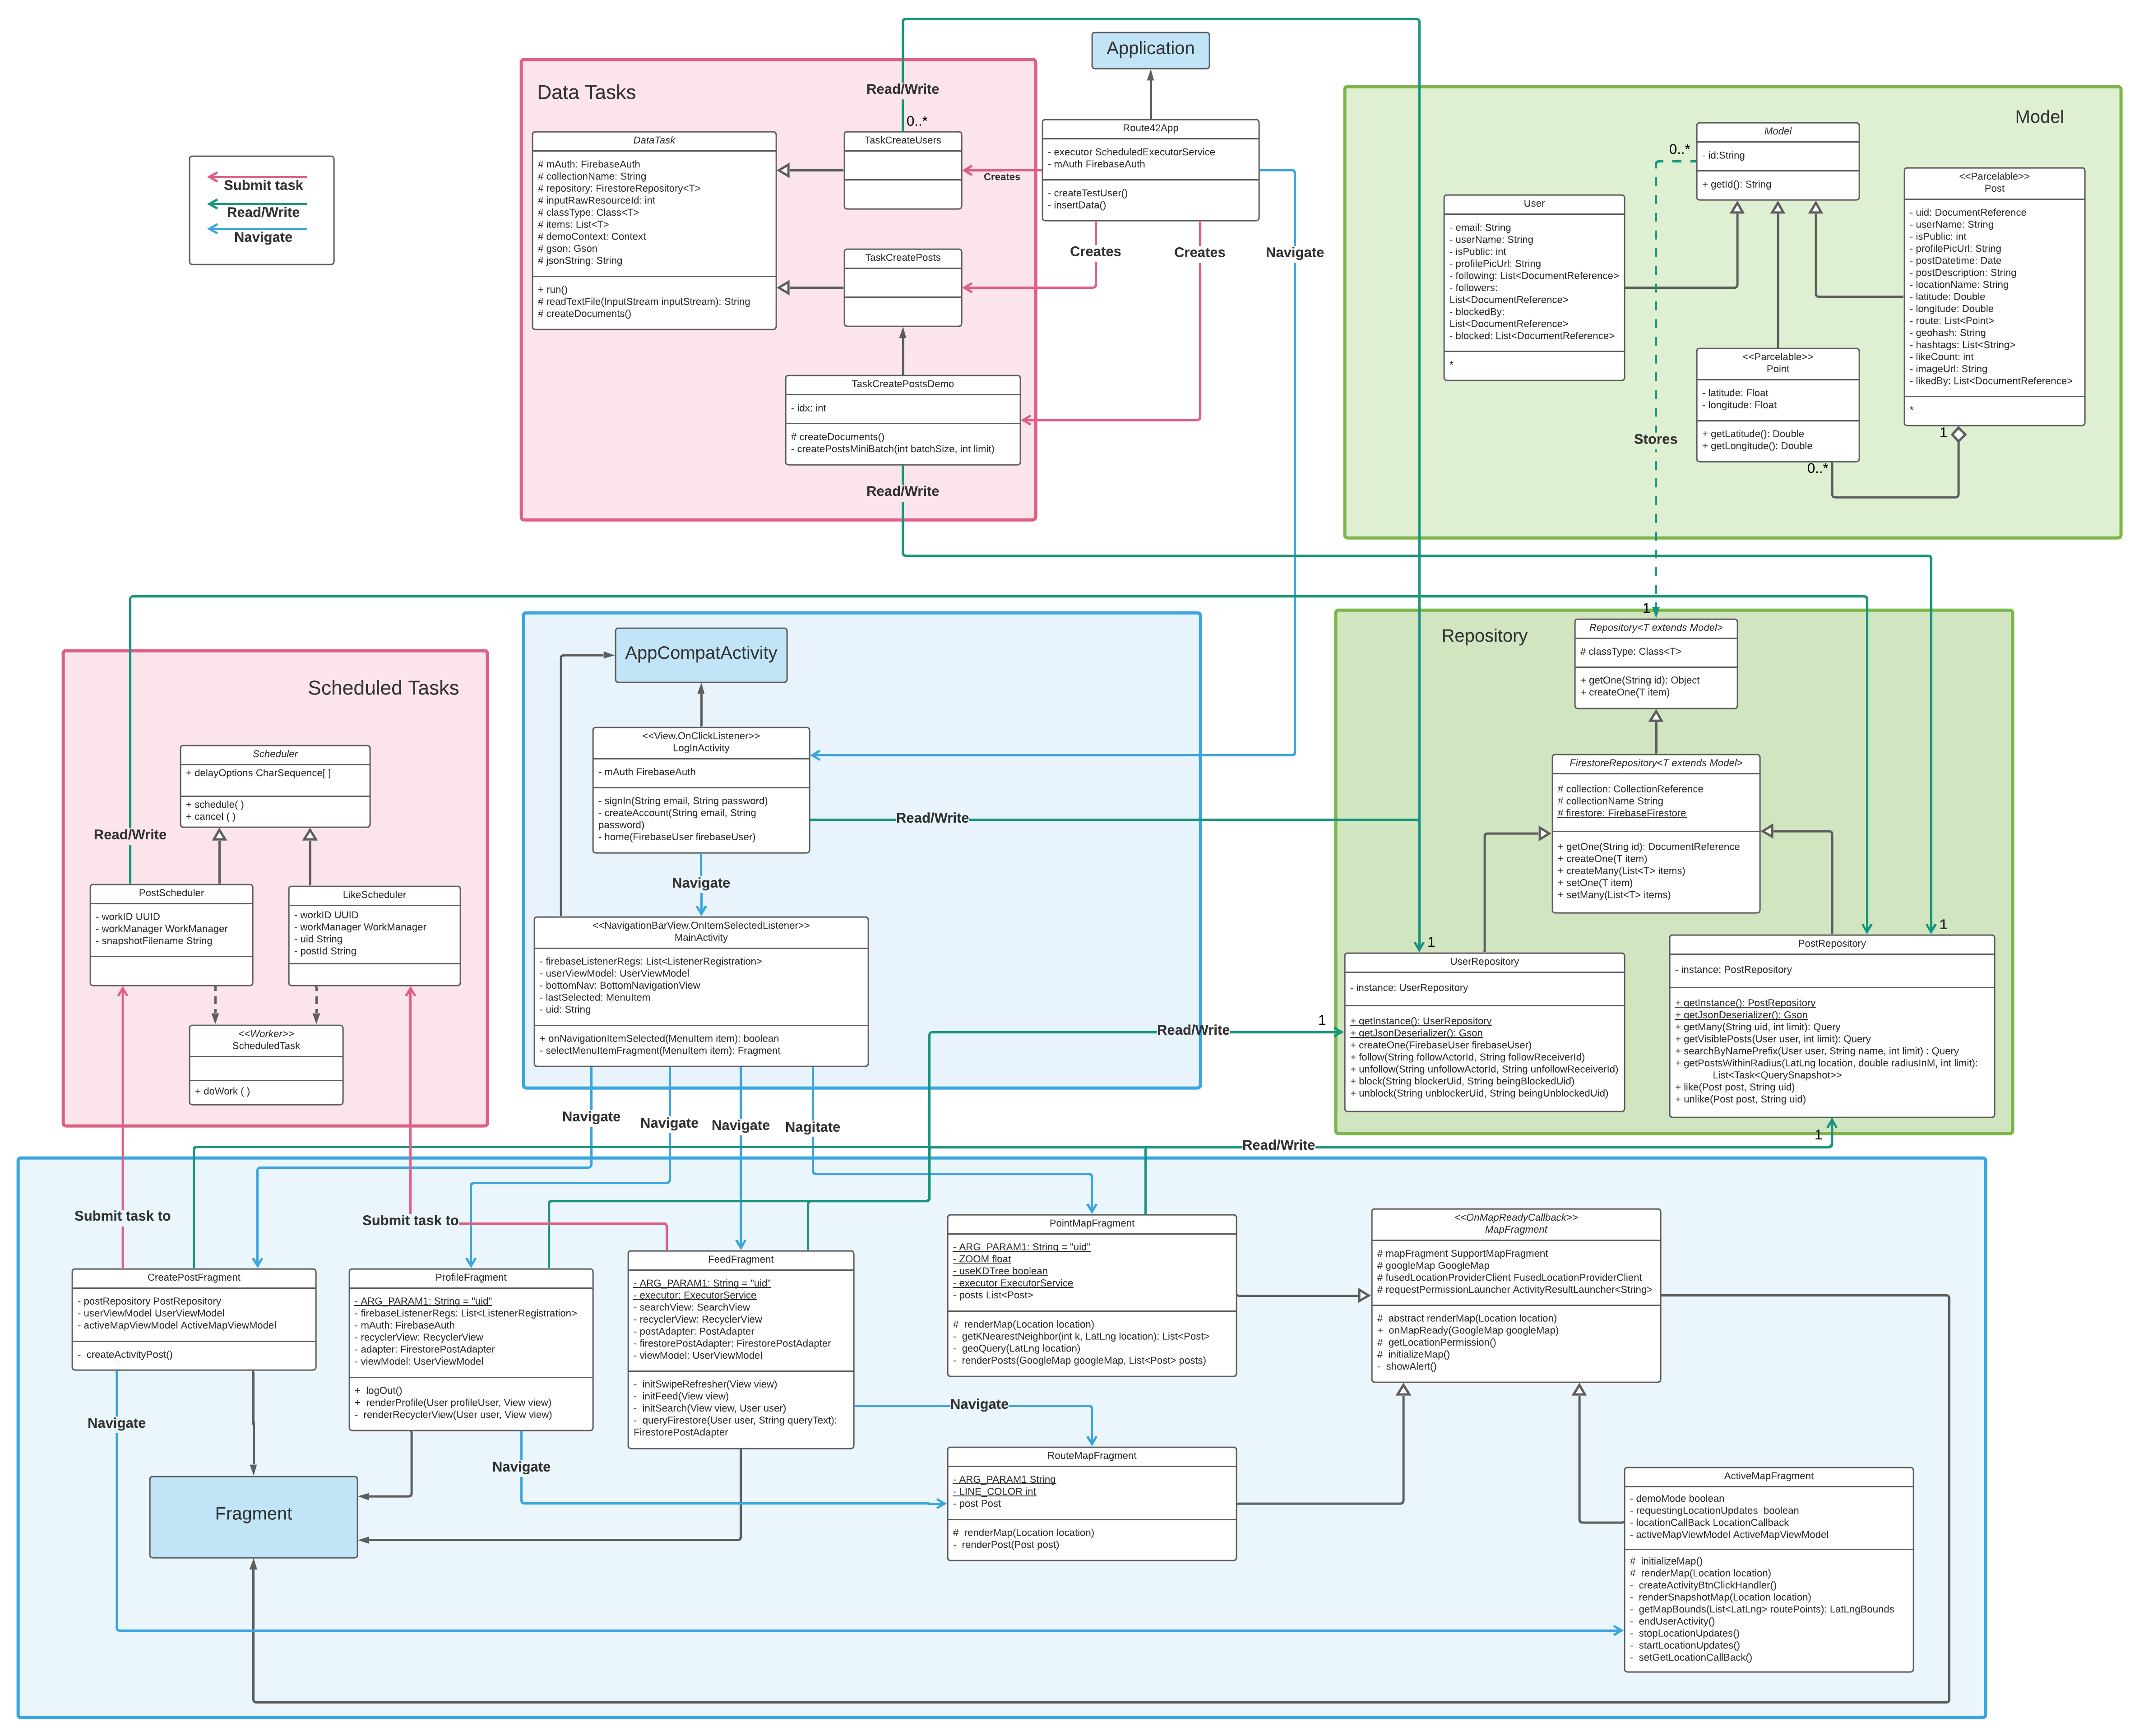 Submit task
Read/Write
Navigate
Data Tasks
Read/Write
0..*
DataTask
# mAuth: FirebaseAuth
# collectionName: String
# repository: FirestoreRepository<T>
# inputRawResourceId: int
# classType: Class<T>
# items: List<T>
# demoContext: Context
# gson: Gson
# jsonString: String
+ run()
# readTextFile(InputStream inputStream): String
# createDocuments()
TaskCreateUsers
TaskCreatePosts
TaskCreatePostsDemo
- idx: int
# createDocuments()
- createPostsMiniBatch(int batchSize, int limit)
Read/Write
Application
Route42App
- executor ScheduledExecutorService
- mAuth FirebaseAuth
- createTestUser()
- insertData()
Creates
Creates
Creates
Navigate
Model
Model
- id:String
+ getId(): String
0..*
User
- email: String
- userName: String
- isPublic: int
- profilePicUrl: String
- following: List<DocumentReference>
- followers:
List<DocumentReference>
- blockedBy:
List<DocumentReference>
- blocked: List<DocumentReference>
*
<<Parcelable>>
Point
- latitude: Float
- longitude: Float
+ getLatitude(): Double
+ getLongitude(): Double
0..*
<<Parcelable>>
Post
- uid: DocumentReference
- userName: String
- isPublic: int
- profilePicUrl: String
- postDatetime: Date
- postDescription: String
- locationName: String
- latitude: Double
- longitude: Double
- route: List<Point>
- geohash: String
- hashtags: List<String>
- likeCount: int
- imageUrl: String
- likedBy: List<DocumentReference>
*
1
Stores
Scheduled Tasks
Scheduler
+ delayOptions CharSequence[ ]
+ schedule( )
+ cancel ( )
Read/Write
PostScheduler
- workID UUID
- workManager WorkManager
- snapshotFilename String
LikeScheduler
- workID UUID
- workManager WorkManager
- uid String
- postId String
<<Worker>>
ScheduledTask
+ doWork ( )
AppCompatActivity
<<View.OnClickListener>>
LogInActivity
- mAuth FirebaseAuth
- signIn(String email, String password)
- createAccount(String email, String
password)
- home(FirebaseUser firebaseUser)
Read/Write
Navigate
<<NavigationBarView.OnItemSelectedListener>>
MainActivity
- firebaseListenerRegs: List<ListenerRegistration>
- userViewModel: UserViewModel
- bottomNav: BottomNavigationView
- lastSelected: MenuItem
- uid: String
+ onNavigationItemSelected(MenuItem item): boolean
- selectMenuItemFragment(MenuItem item): Fragment
Navigate
Navigate
Navigate
Nagitate
Repository
1
Repository<T extends Model>
# classType: Class<T>
+ getOne(String id): Object
+ createOne(T item)
FirestoreRepository<T extends Model>
# collection: CollectionReference
# collectionName String
# firestore: FirebaseFirestore
+ getOne(String id): DocumentReference
+ createOne(T item)
+ createMany(List<T> items)
+ setOne(T item)
+ setMany(List<T> items)
1
UserRepository
- instance: UserRepository
+ getInstance(): UserRepository
+ getJsonDeserializer(): Gson
+ createOne(FirebaseUser firebaseUser)
+ follow(String followActorId, String followReceiverId)
+ unfollow(String unfollowActorId, String unfollowReceiverId)
+ block(String blockerUid, String beingBlockedUid)
+ unblock(String unblockerUid, String beingUnblockedUid)
1
PostRepository
- instance: PostRepository
+ getInstance(): PostRepository
+ getJsonDeserializer(): Gson
+ getMany(String uid, int limit): Query
+ getVisiblePosts(User user, int limit): Query
+ searchByNamePrefix(User user, String name, int limit) : Query
+ getPostsWithinRadius(LatLng location, double radiusInM, int limit):
List<Task<QuerySnapshot>>
+ like(Post post, String uid)
+ unlike(Post post, String uid)
Read/Write
1
Read/Write
1
Submit task to
Submit task to
CreatePostFragment
- postRepository PostRepository
- userViewModel UserViewModel
- activeMapViewModel ActiveMapViewModel
- createActivityPost()
Navigate
ProfileFragment
- ARG_PARAM1: String = "uid"
- firebaseListenerRegs: List<ListenerRegistration>
- mAuth: FirebaseAuth
- recyclerView: RecyclerView
- adapter: FirestorePostAdapter
- viewModel: UserViewModel
+ logOut()
+ renderProfile(User profileUser, View view)
- renderRecyclerView(User user, View view)
Navigate
FeedFragment
- ARG_PARAM1: String = "uid"
- executor: ExecutorService
- searchView: SearchView
- recyclerView: RecyclerView
- postAdapter: PostAdapter
- firestorePostAdapter: FirestorePostAdapter
- viewModel: UserViewModel
- initSwipeRefresher(View view)
- initFeed(View view)
- initSearch(View view, User user)
- queryFirestore(User user, String queryText):
FirestorePostAdapter
Navigate
Fragment
PointMapFragment
- ARG_PARAM1: String = "uid"
- ZOOM float
- useKDTree boolean
- executor ExecutorService
- posts List<Post>
# renderMap(Location location)
- getKNearestNeighbor(int k, LatLng location): List<Post>
- geoQuery(LatLng location)
- renderPosts(GoogleMap googleMap, List<Post> posts)
RouteMapFragment
- ARG_PARAM1 String
- LINE_COLOR int
- post Post
# renderMap(Location location)
- renderPost(Post post)
<<OnMapReadyCallback>>
MapFragment
# mapFragment SupportMapFragment
# googleMap GoogleMap
# fusedLocationProviderClient FusedLocationProviderClient
# requestPermissionLauncher ActivityResultLauncher<String>
# abstract renderMap(Location location)
+ onMapReady(GoogleMap googleMap)
# getLocationPermission()
# initializeMap()
- showAlert()
ActiveMapFragment
- demoMode boolean
- requestingLocationUpdates boolean
- locationCallBack LocationCallback
- activeMapViewModel ActiveMapViewModel
# initializeMap()
# renderMap(Location location)
- createActivityBtnClickHandler()
- renderSnapshotMap(Location location)
- getMapBounds(List<LatLng> routePoints): LatLngBounds
- endUserActivity()
- stopLocationUpdates()
- startLocationUpdates()
- setGetLocationCallBack()